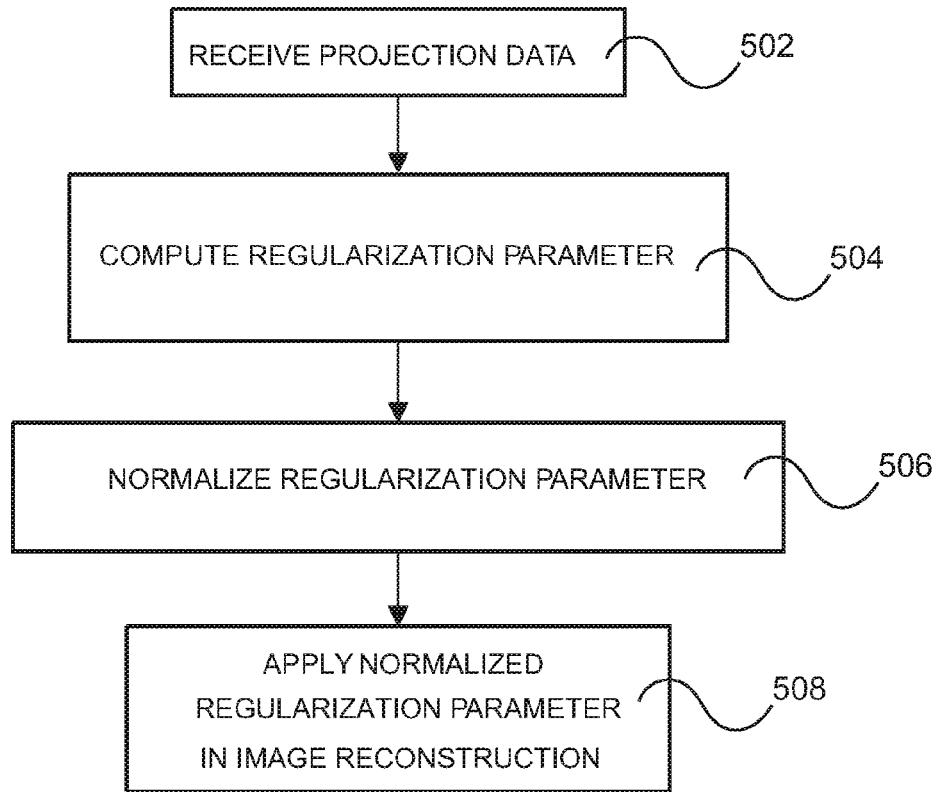 RECEIVE PROJECTION DATA
502
COMPUTE REGULARIZATION PARAMETER
504
NORMALIZE REGULARIZATION PARAMETER
506
APPLY NORMALIZED
REGULARIZATION PARAMETER
IN IMAGE RECONSTRUCTION
508